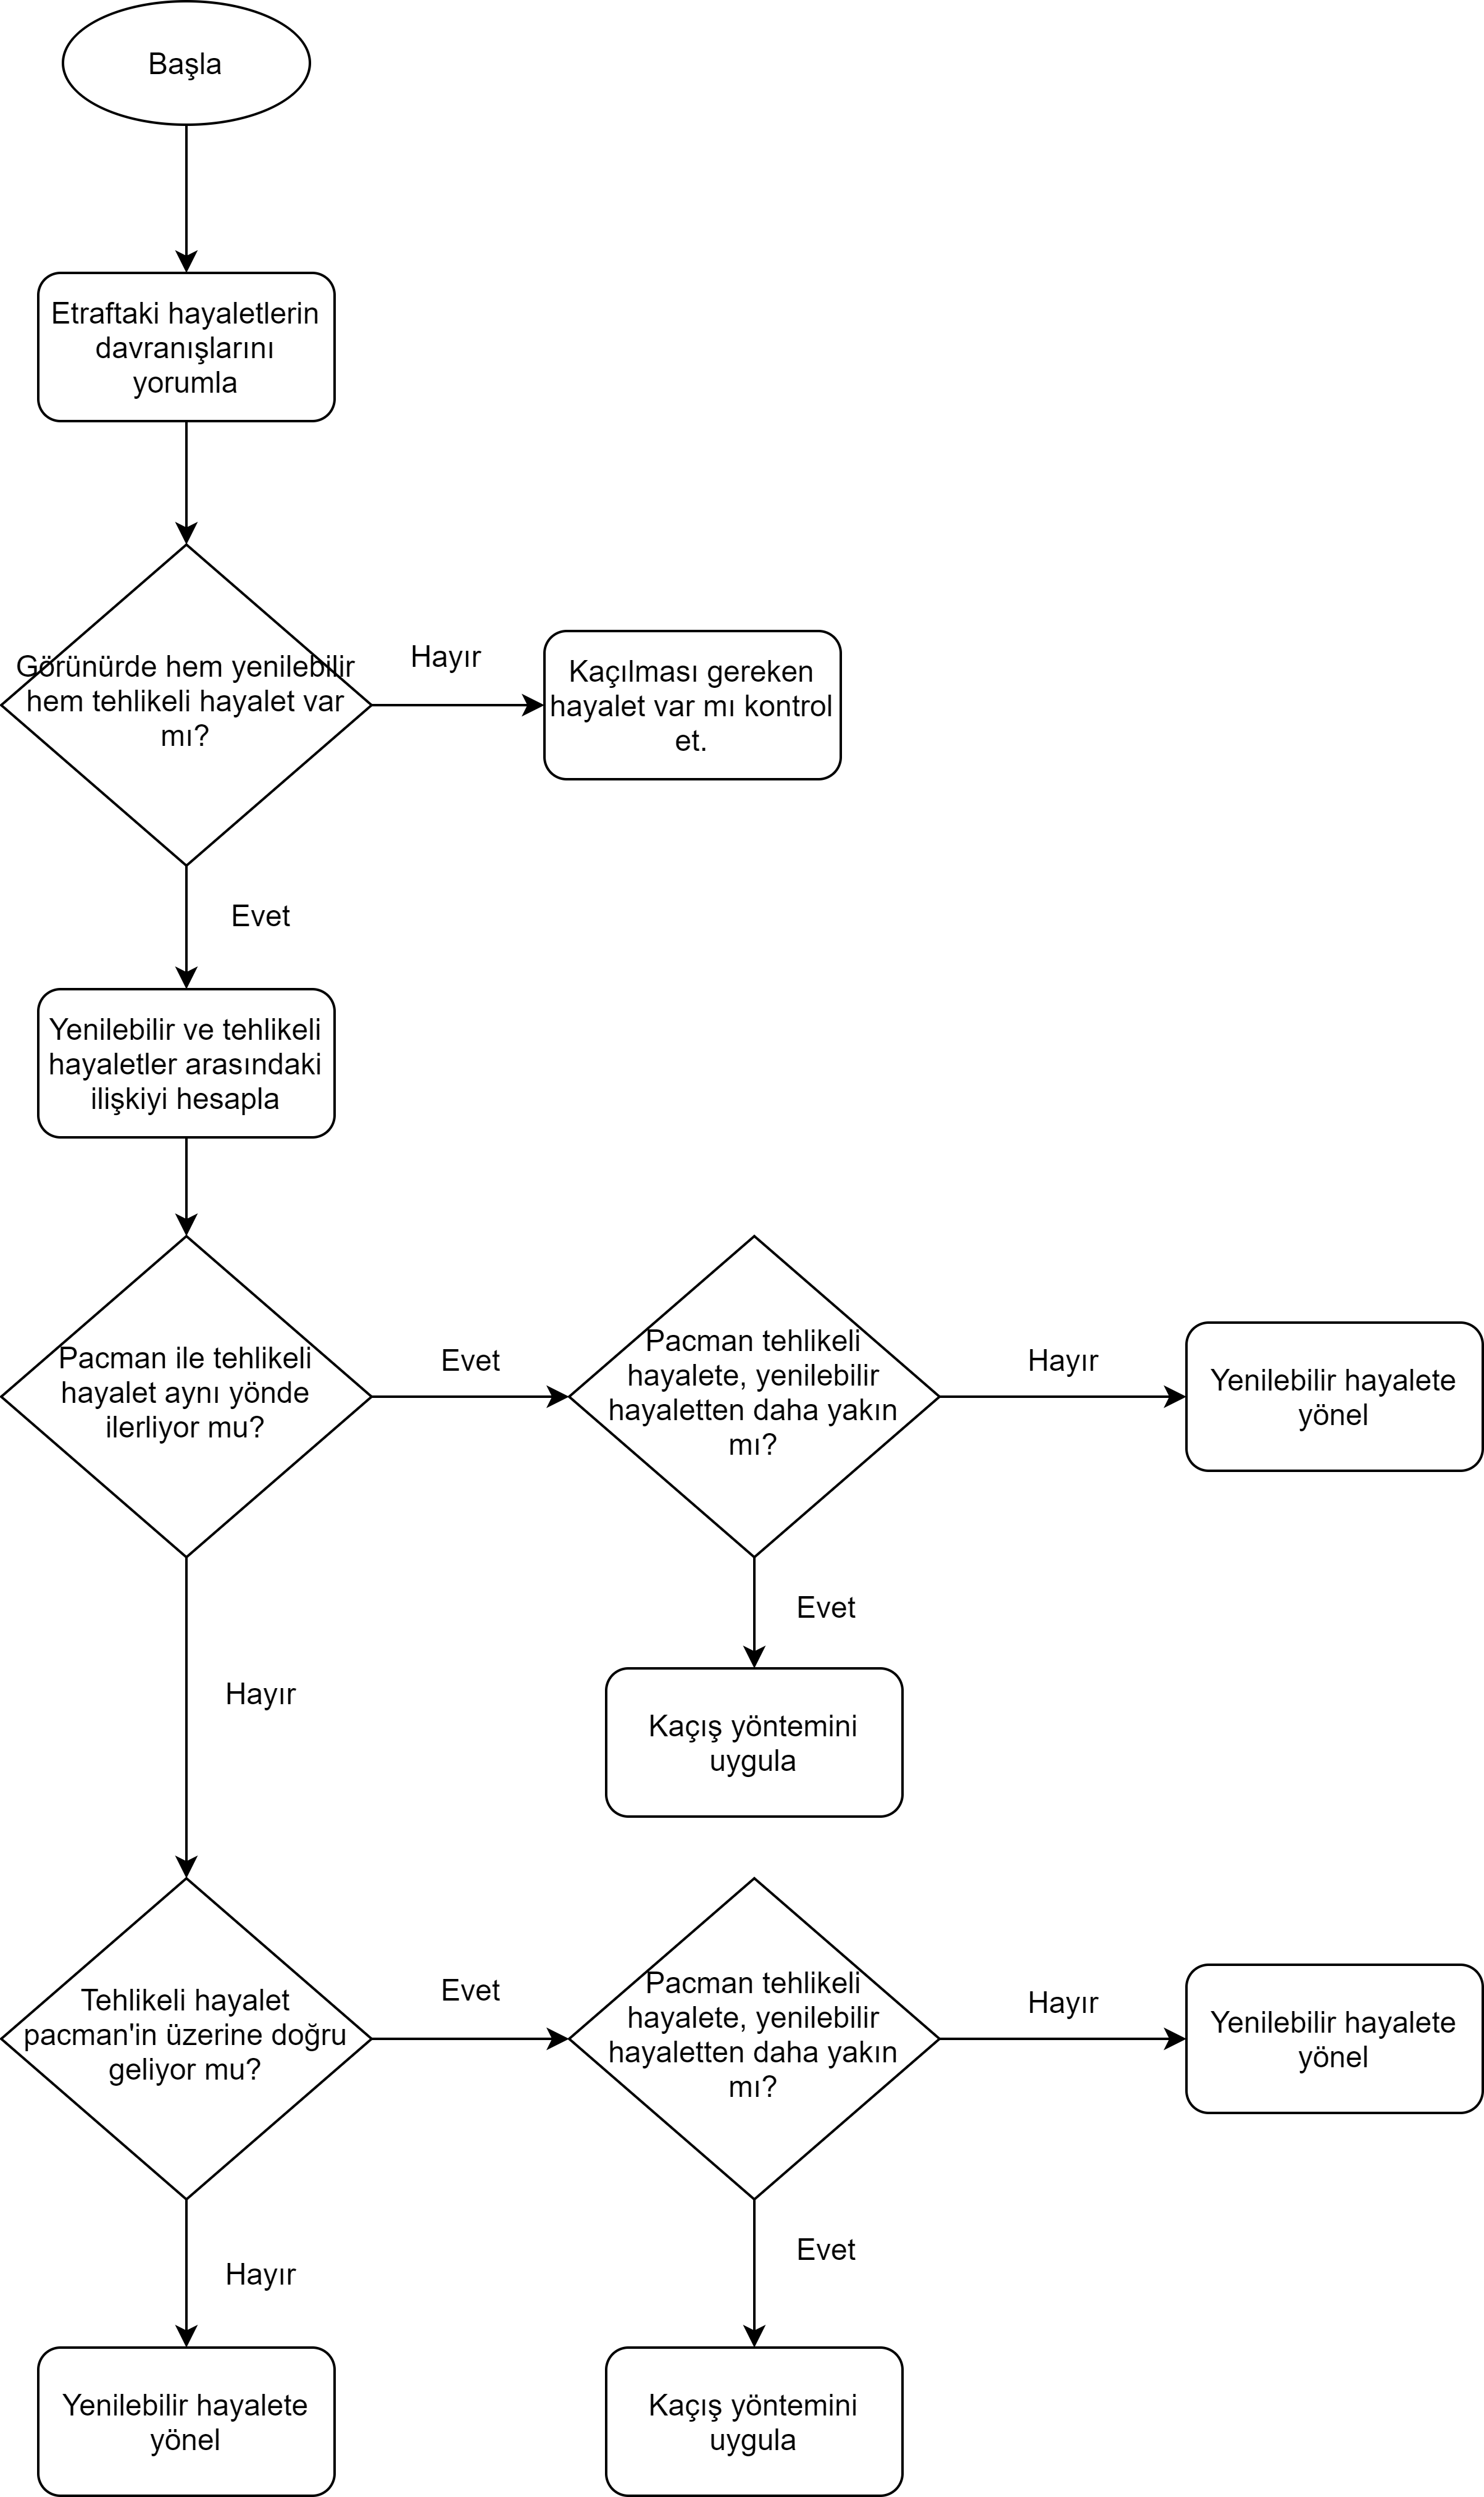 Başla
Etraftaki hayaletlerin
davranışlarını
yorumla
Görünürde hem yenilebilir
hem tehlikeli hayalet var
mı?
Hayır
Kaçılması gereken
hayalet var mı kontrol
et.
Evet
Yenilebilir ve tehlikeli
hayaletler arasındaki
ilişkiyi hesapla
Pacman ile tehlikeli
hayalet aynı yönde
ilerliyor mu?
Evet
Pacman tehlikeli
hayalete, yenilebilir
hayaletten daha yakın
mı?
Hayır
Yenilebilir hayalete
yönel
Evet
Kaçış yöntemini
uygula
Hayır
Tehlikeli hayalet
pacman'in üzerine doğru
geliyor mu?
Evet
Pacman tehlikeli
hayalete, yenilebilir
hayaletten daha yakın
mı?
Hayır
Yenilebilir hayalete
yönel
Evet
Kaçış yöntemini
uygula
Hayır
Yenilebilir hayalete
yönel